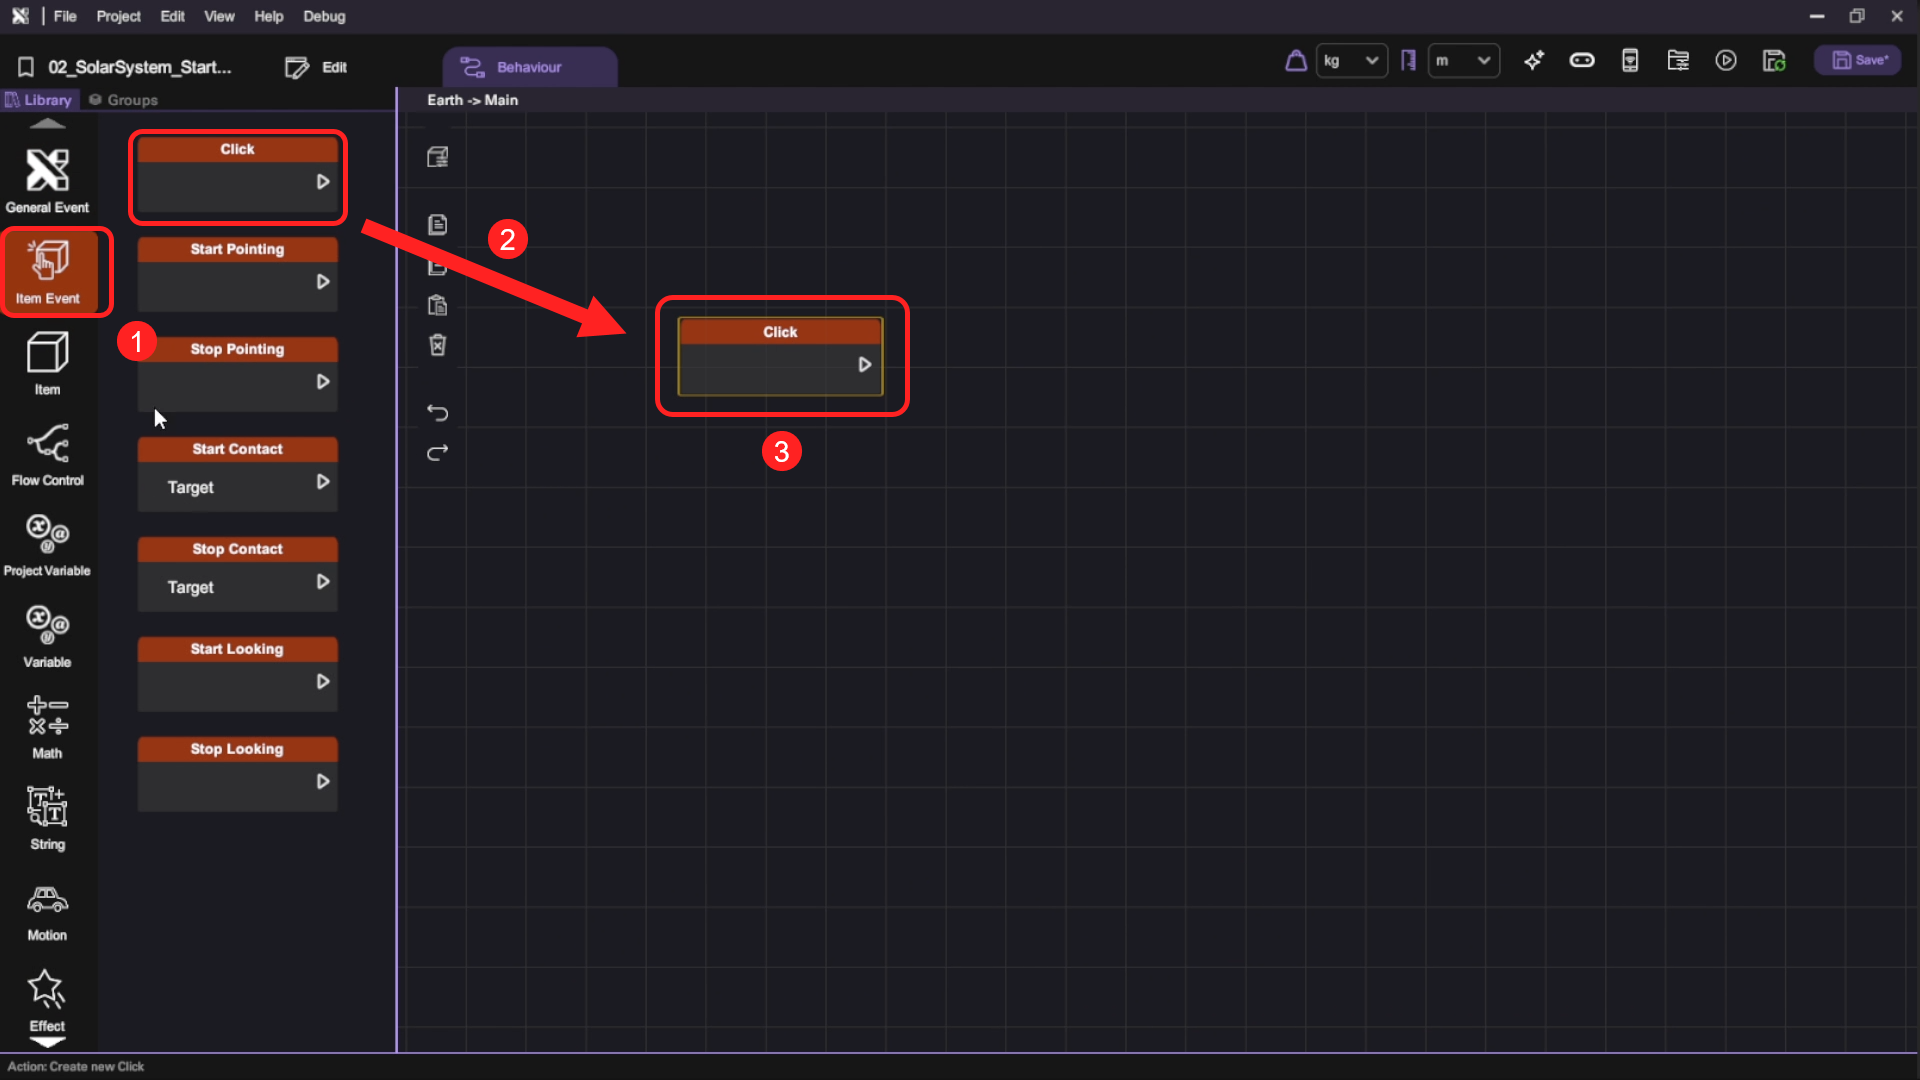 File Project Edit View Help Debug
02_SolarSystem_Start... Edit Behaviour kg m Save*
Library Groups Earth -> Main
General Event
Item Event
Item
Flow Control
Project Variable
Variable
Math
String
Motion
Effect
Click
Start Pointing
Stop Pointing
Start Contact
Target
Stop Contact
Target
Start Looking
Stop Looking
1
2
Click
3
Action: Create new Click